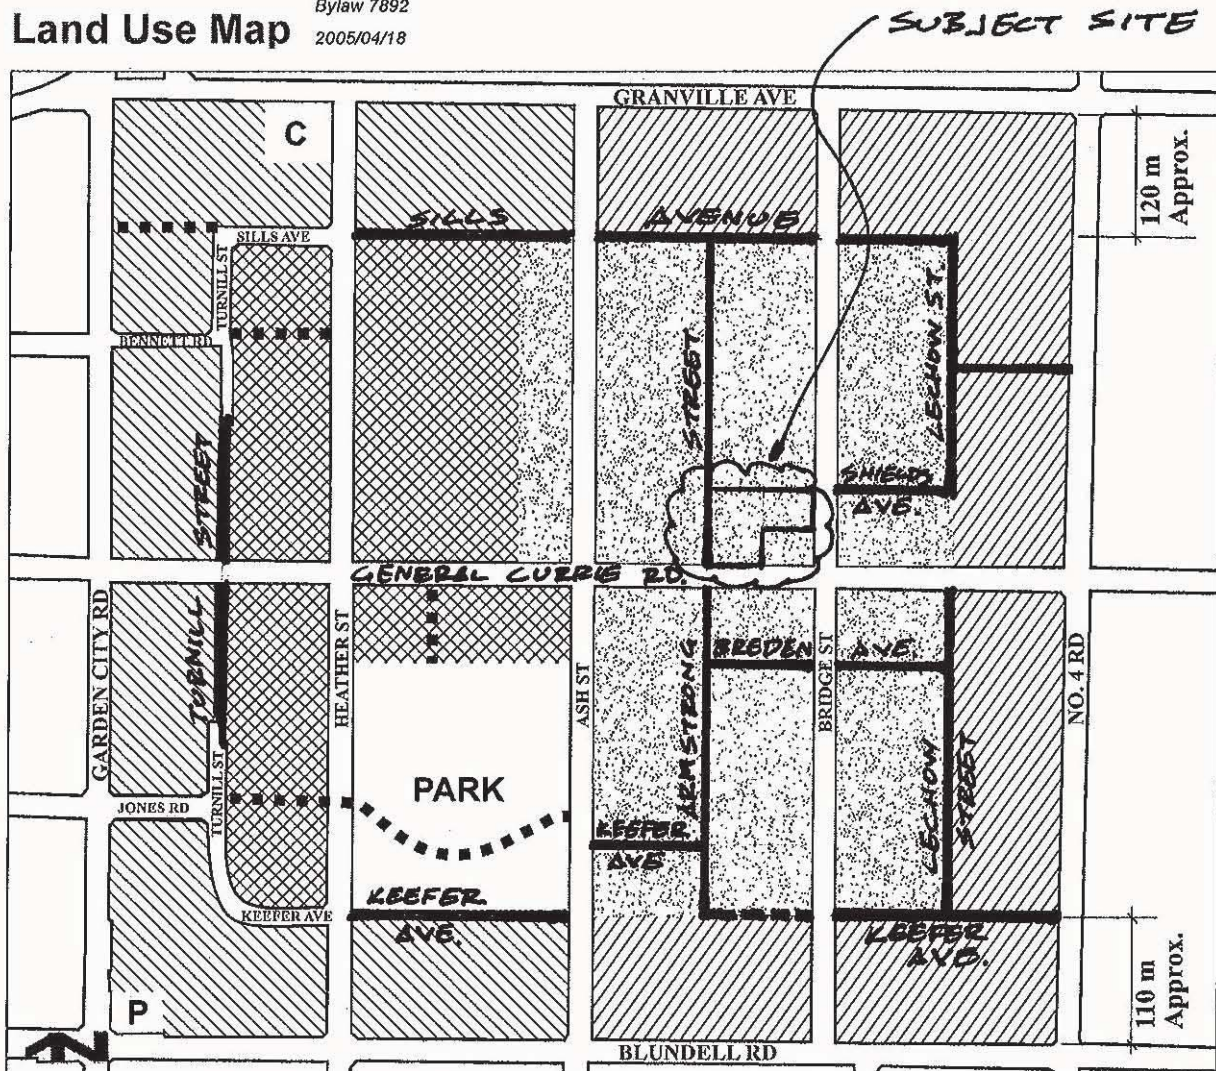 Bylaw 7892
Land Use Map 2005/04/18
SUBJECT SITE
GRANVILLE AVE
C
120 m
Approx.
SILLS AVENUE
SILLS AVE
TURNILL ST
BENNETT RD
STREET
STREET
LECHOW ST.
SHIELDS
AVE.
GENERAL CURRIE RD.
GARDEN CITY RD
TURNILL
HEATHER ST
ASH ST
ARMSTRONG
BREDEN AVE.
BRIDGE ST
NO. 4 RD
LECHOW
STREET
PARK
JONES RD
TURNILL ST
KEEFER
AVE
KEEFER AVE
KEEFER
AVE.
KEEFER
AVE.
110 m
Approx.
P
BLUNDELL RD